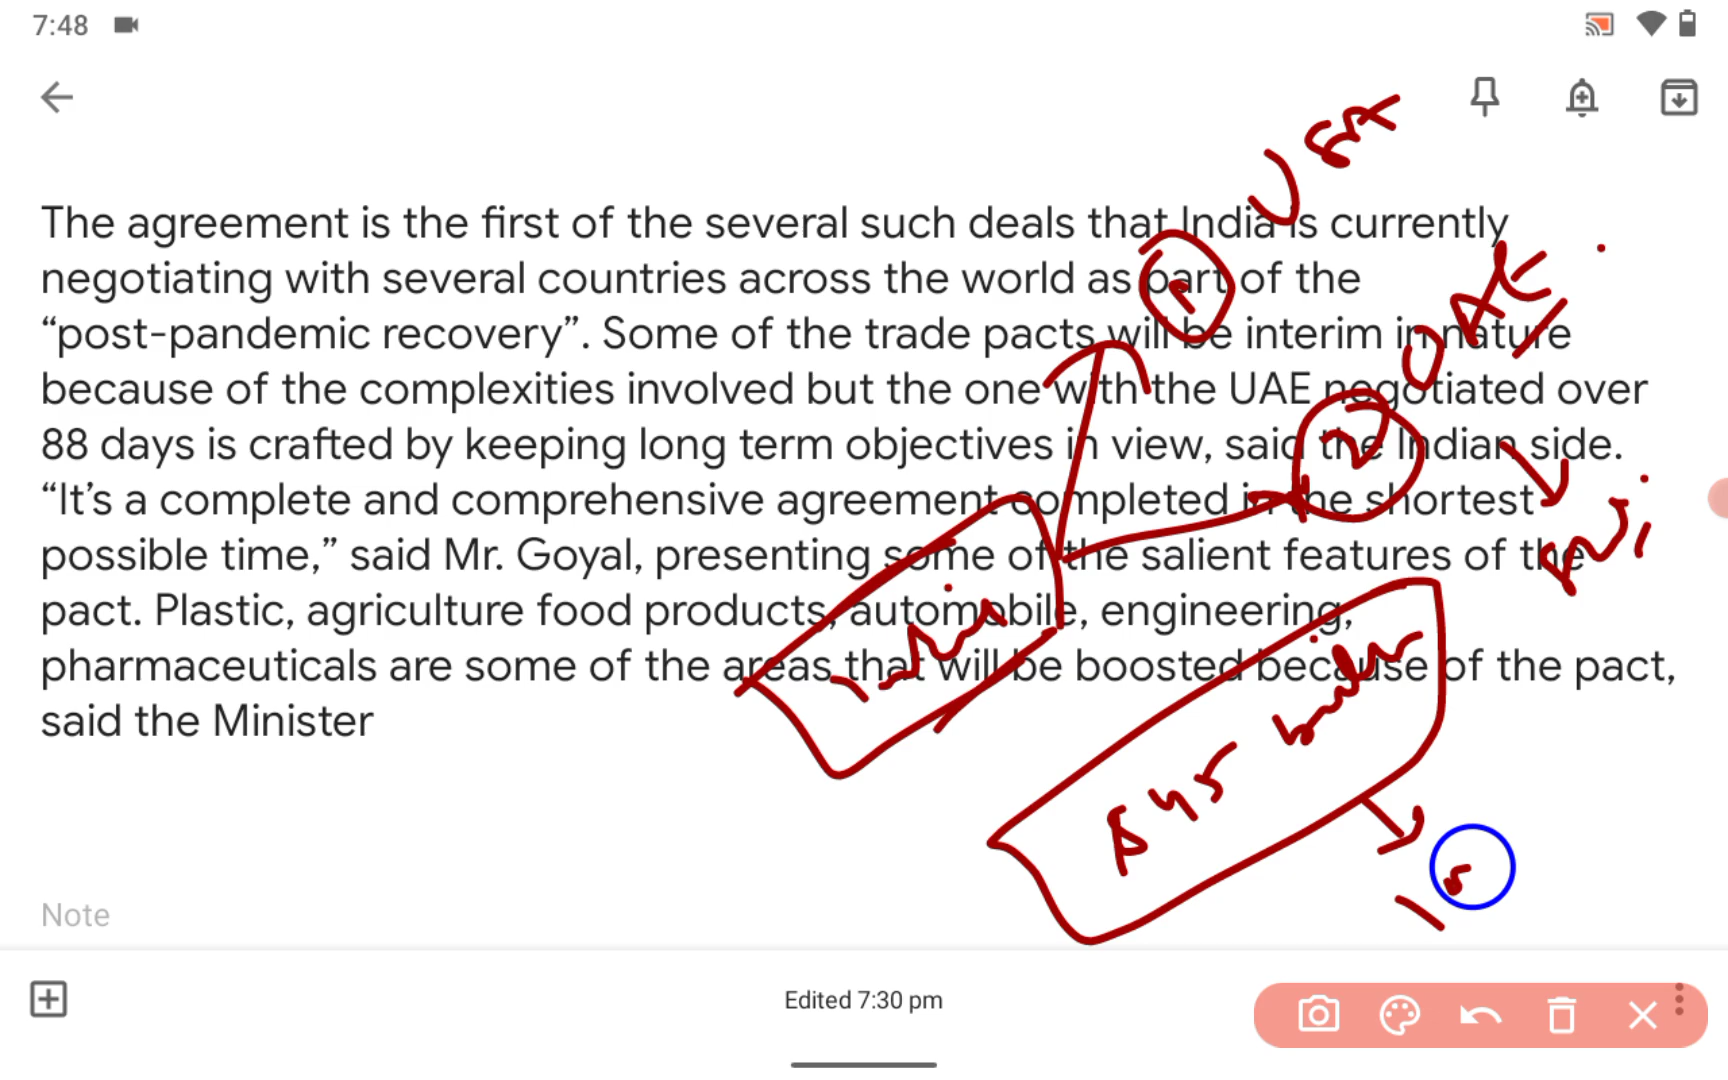 7:48
The agreement is the first of the several such deals that India is currently
negotiating with several countries across the world as part of the
“post-pandemic recovery”. Some of the trade pacts will be interim in nature
because of the complexities involved but the one with the UAE negotiated over
88 days is crafted by keeping long term objectives in view, said the Indian side.
“It’s a complete and comprehensive agreement completed in the shortest
possible time,” said Mr. Goyal, presenting some of the salient features of the
pact. Plastic, agriculture food products, automobile, engineering,
pharmaceuticals are some of the areas that will be boosted because of the pact,
said the Minister
USA
1
UAE
2
India
$45
Note
Edited 7:30 pm